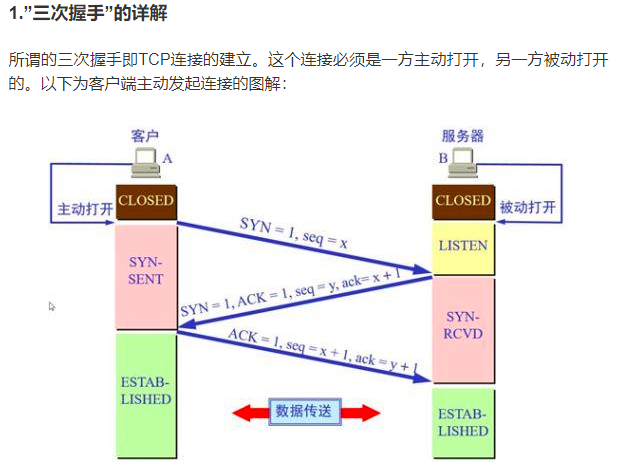 1.”三次握手”的详解
所谓的三次握手即TCP连接的建立。这个连接必须是一方主动打开，另一方被动打开
的。以下为客户端主动发起连接的图解：
客户
服务器
A
B
CLOSED
CLOSED
主动打开
被动打开
SYN = 1, seq = x
LISTEN
SYN-
SENT
SYN = 1, ACK = 1, seq = y, ack= x + 1
SYN-
RCVD
ACK = 1, seq = x + 1, ack = y + 1
ESTAB-
LISHED
数据传送
ESTAB-
LISHED